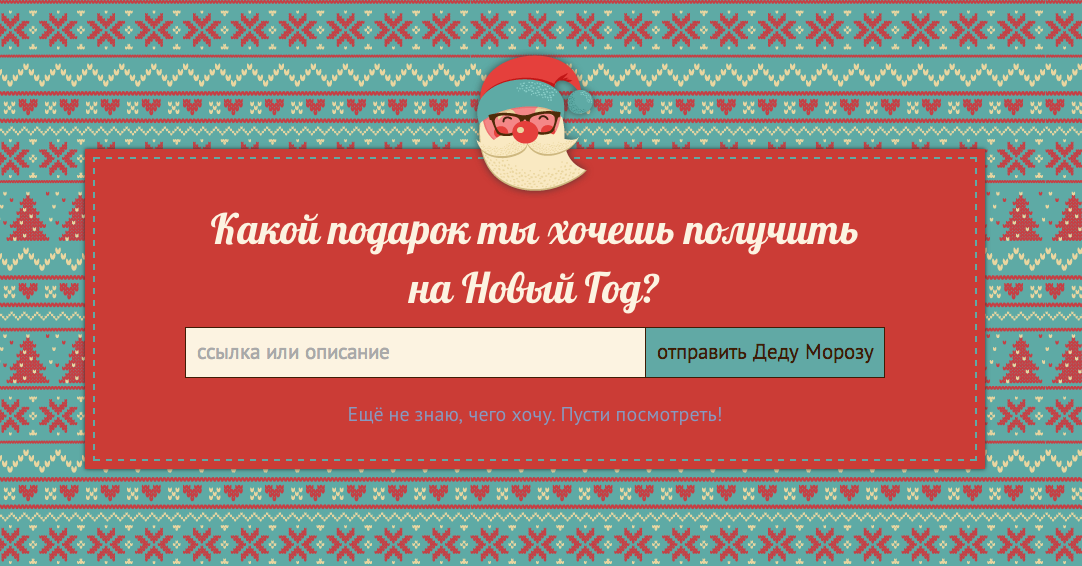 Какой подарок ты хочешь получить
на Новый Год?
ссылка или описание
отправить Деду Морозу
Ещё не знаю, чего хочу. Пусти посмотреть!